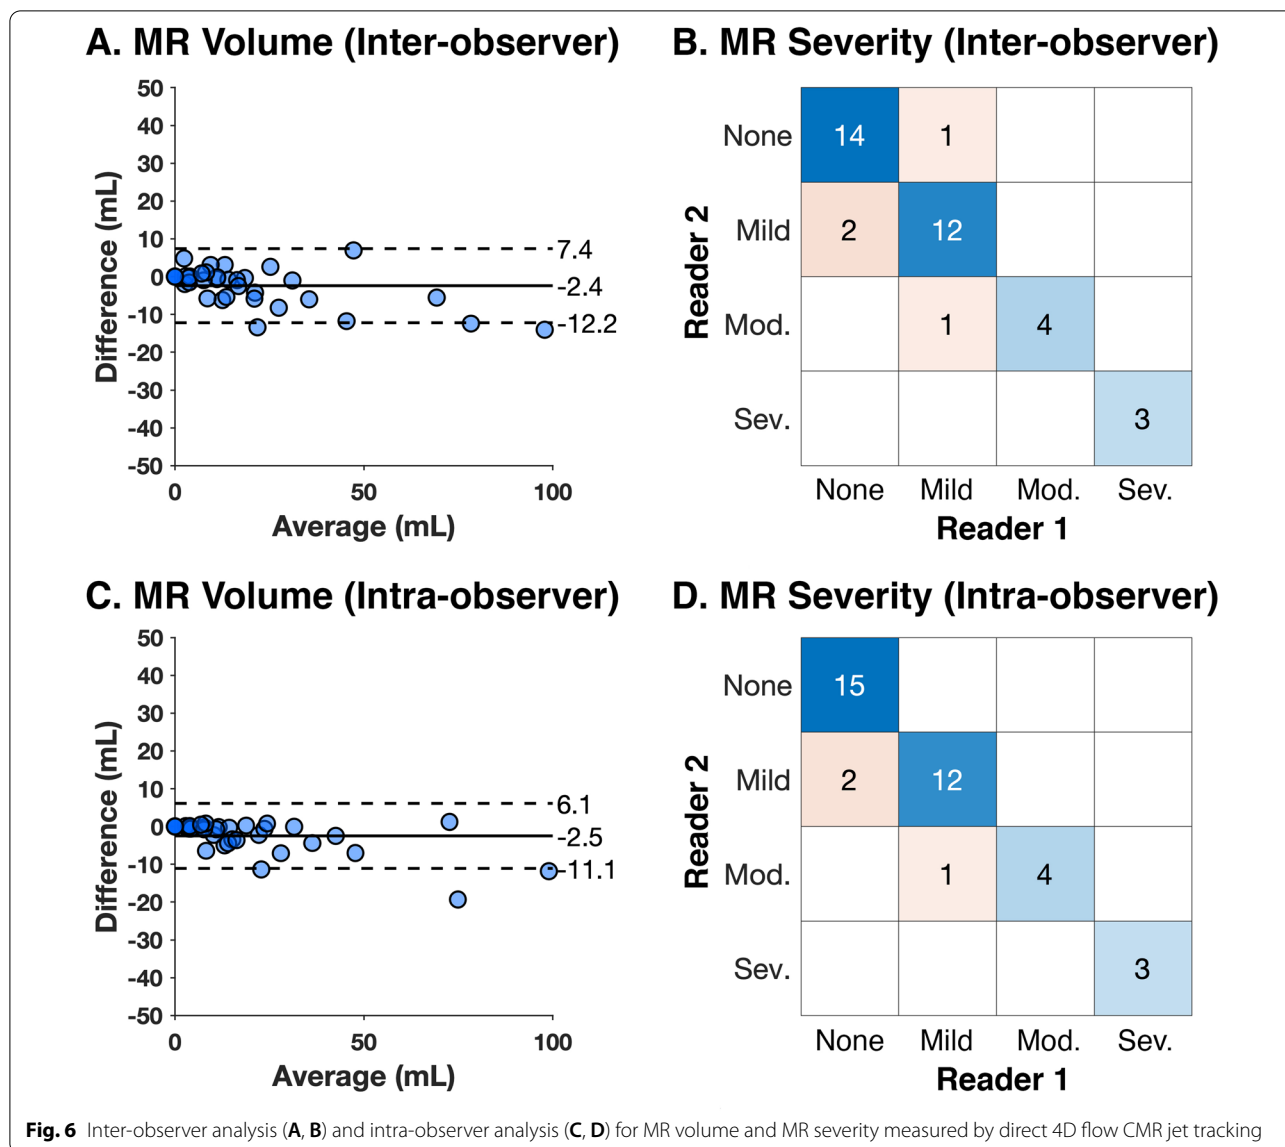 A. MR Volume (Inter-observer)
50
40
30
20
10
0
-10
-20
-30
-40
-50
Difference (mL)
7.4
-2.4
-12.2
0 50 100
Average (mL)
B. MR Severity (Inter-observer)
Reader 2
None 14 1
Mild 2 12
Mod. 1 4
Sev. 3
None Mild Mod. Sev.
Reader 1
C. MR Volume (Intra-observer)
50
40
30
20
10
0
-10
-20
-30
-40
-50
Difference (mL)
6.1
-2.5
-11.1
0 50 100
Average (mL)
D. MR Severity (Intra-observer)
Reader 2
None 15
Mild 2 12
Mod. 1 4
Sev. 3
None Mild Mod. Sev.
Reader 1
Fig. 6 Inter-observer analysis (A, B) and intra-observer analysis (C, D) for MR volume and MR severity measured by direct 4D flow CMR jet tracking